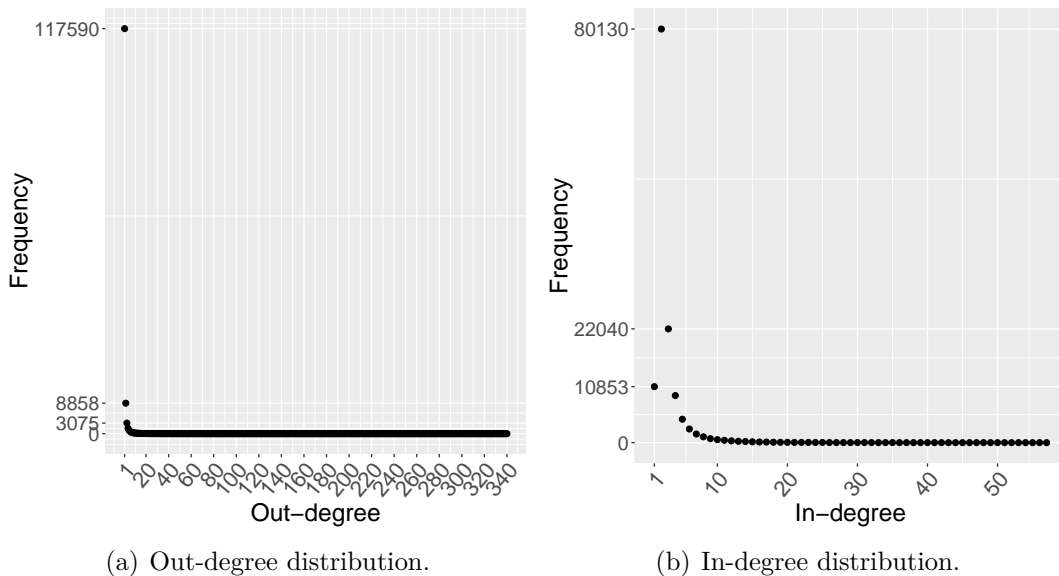 117590
8858
3075
0
Frequency
1 20 40 60 80 100 120 140 160 180 200 220 240 260 280 300 320 340
Out−degree
(a) Out-degree distribution.
80130
22040
10853
0
Frequency
1 10 20 30 40 50
In−degree
(b) In-degree distribution.